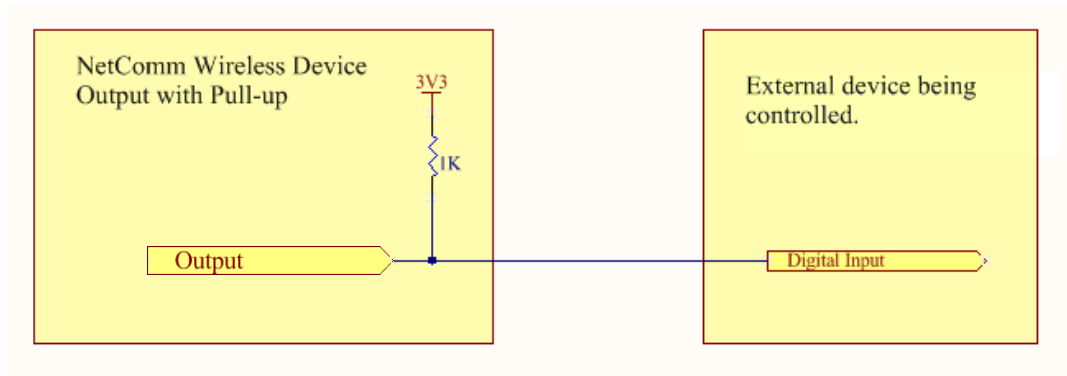 NetComm Wireless Device
Output with Pull-up
3V3
1K
Output
External device being
controlled.
Digital Input